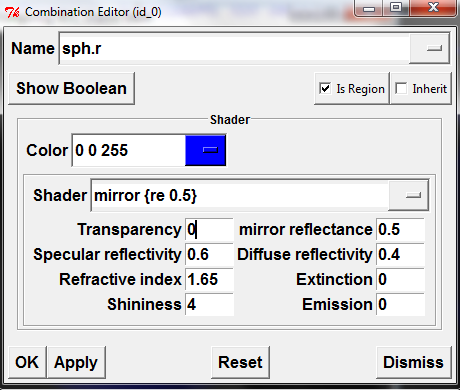 Combination Editor (id_0)
Name sph.r
Show Boolean Is Region Inherit
Shader
Color 0 0 255
Shader mirror {re 0.5}
Transparency 0 mirror reflectance 0.5
Specular reflectivity 0.6 Diffuse reflectivity 0.4
Refractive index 1.65 Extinction 0
Shininess 4 Emission 0
OK Apply Reset Dismiss